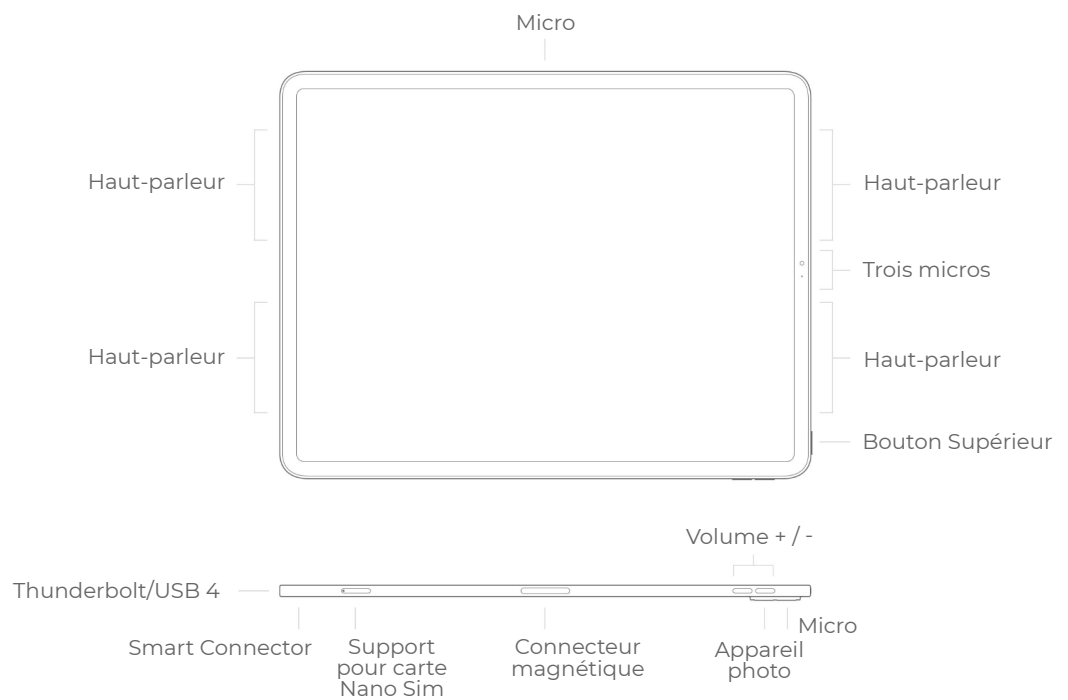 Micro
Haut-parleur
Haut-parleur
Trois micros
Haut-parleur
Haut-parleur
Bouton Supérieur
Volume + / -
Thunderbolt/USB 4
Micro
Smart Connector
Support
pour carte
Nano Sim
Connecteur
magnétique
Appareil
photo